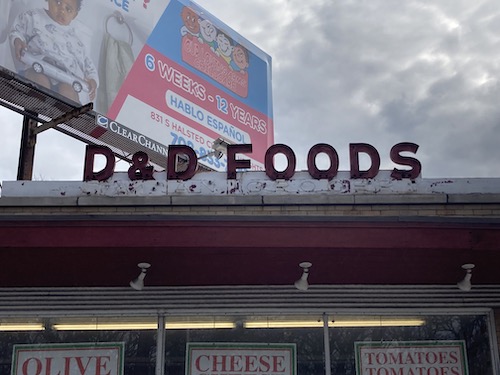 6 WEEKS - 12 YEARS
HABLO ESPAÑOL
831 S HALSTED
CLEAR CHANNEL
D&D FOODS
OLIVE
CHEESE
TOMATOES
TOMATOES